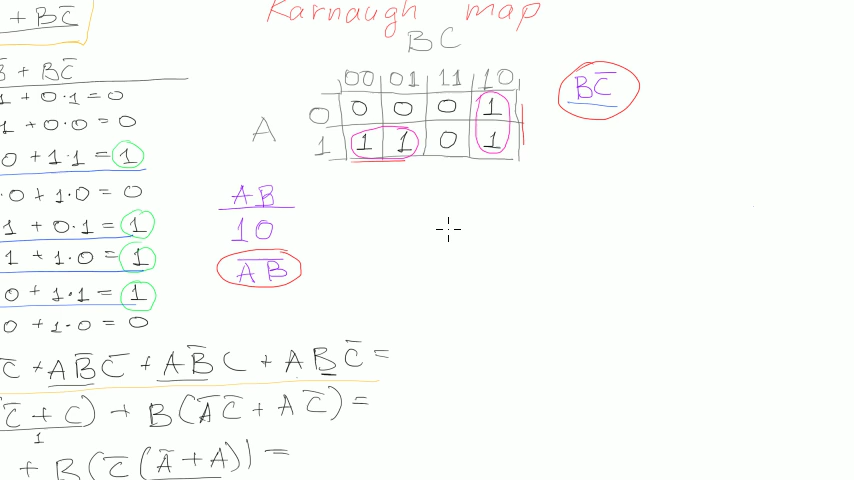 + BC̅
B̅ + BC̅
1 + 0·1 = 0
1 + 0·0 = 0
0 + 1·1 = 1
·0 + 1·0 = 0
1 + 0·1 = 1
1 + 1·0 = 1
0 + 1·1 = 1
0 + 1·0 = 0
Karnaugh map
BC
00 01 11 10
0 0 0 0 1
A
1 1 1 0 1
BC̅
AB
10
A̅B̅
C̅ + AB̅C̅ + AB̅C + ABC̅ =
C̅ + C) + B(A̅C̅ + AC̅) =
1
+ B(C̅(A̅ + A)) =